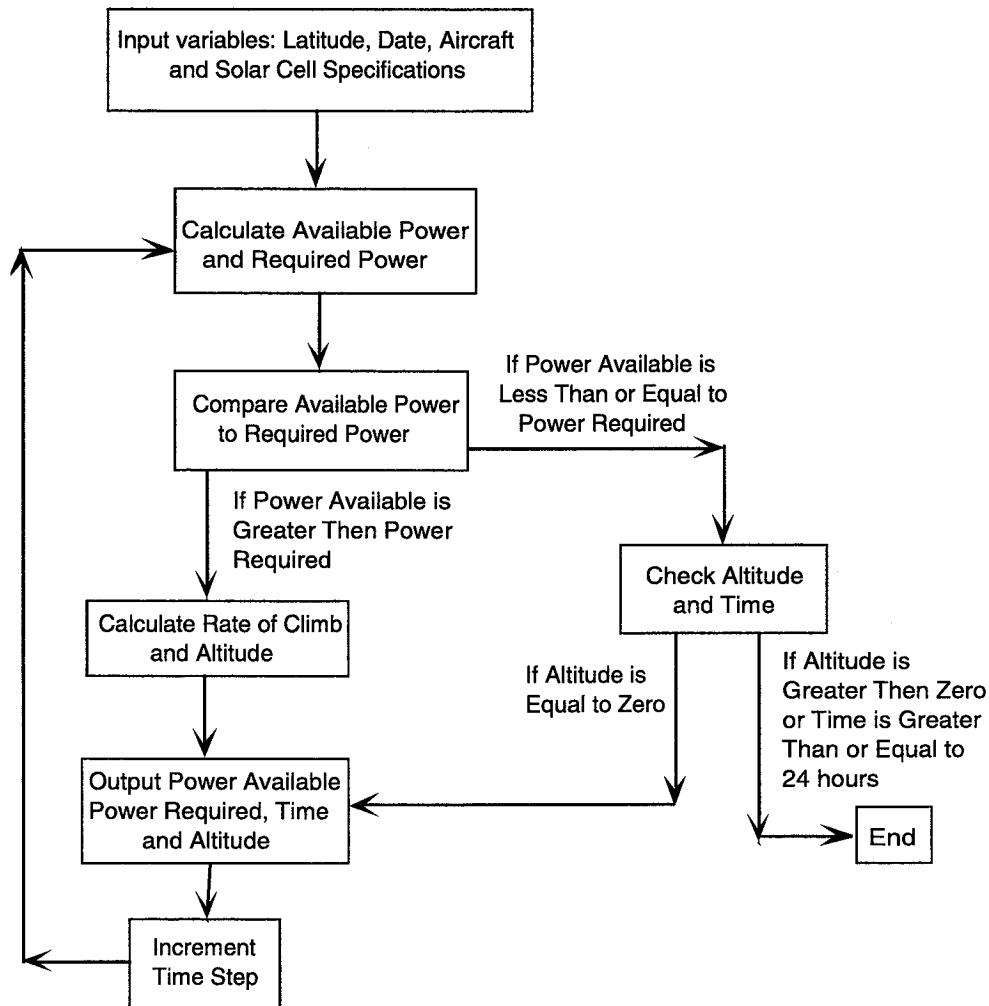 Input variables: Latitude, Date, Aircraft
and Solar Cell Specifications
Calculate Available Power
and Required Power
Compare Available Power
to Required Power
If Power Available is
Less Than or Equal to
Power Required
If Power Available is
Greater Then Power
Required
Check Altitude
and Time
Calculate Rate of Climb
and Altitude
If Altitude is
Equal to Zero
If Altitude is
Greater Then Zero
or Time is Greater
Than or Equal to
24 hours
Output Power Available
Power Required, Time
and Altitude
End
Increment
Time Step